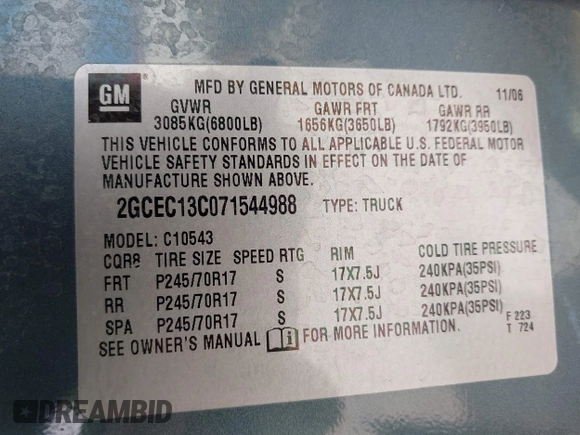 GM ® MFD BY GENERAL MOTORS OF CANADA LTD. 11/06
GVWR GAWR FRT GAWR RR
3085KG(6800LB) 1656KG(3650LB) 1792KG(3950LB)
THIS VEHICLE CONFORMS TO ALL APPLICABLE U.S. FEDERAL MOTOR
VEHICLE SAFETY STANDARDS IN EFFECT ON THE DATE OF
MANUFACTURE SHOWN ABOVE.
2GCEC13C071544988 TYPE: TRUCK
MODEL: C10543
CQR8 TIRE SIZE SPEED RTG RIM COLD TIRE PRESSURE
FRT P245/70R17 S 17X7.5J 240KPA(35PSI)
RR P245/70R17 S 17X7.5J 240KPA(35PSI)
SPA P245/70R17 S 17X7.5J 240KPA(35PSI)
F 223
SEE OWNER'S MANUAL i FOR MORE INFORMATION. T 724
DREAMBID